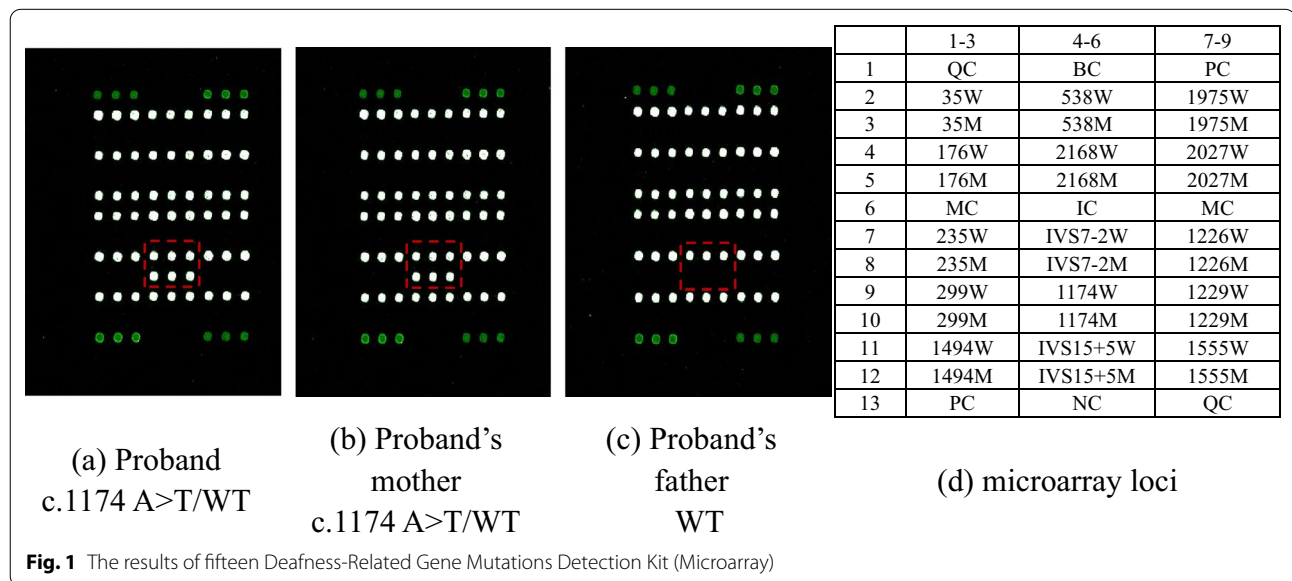 1-3 4-6 7-9
1 QC BC PC
2 35W 538W 1975W
3 35M 538M 1975M
4 176W 2168W 2027W
5 176M 2168M 2027M
6 MC IC MC
7 235W IVS7-2W 1226W
8 235M IVS7-2M 1226M
9 299W 1174W 1229W
10 299M 1174M 1229M
11 1494W IVS15+5W 1555W
12 1494M IVS15+5M 1555M
13 PC NC QC
(a) Proband
c.1174 A>T/WT
(b) Proband's
mother
c.1174 A>T/WT
(c) Proband's
father
WT
(d) microarray loci
Fig. 1 The results of fifteen Deafness-Related Gene Mutations Detection Kit (Microarray)